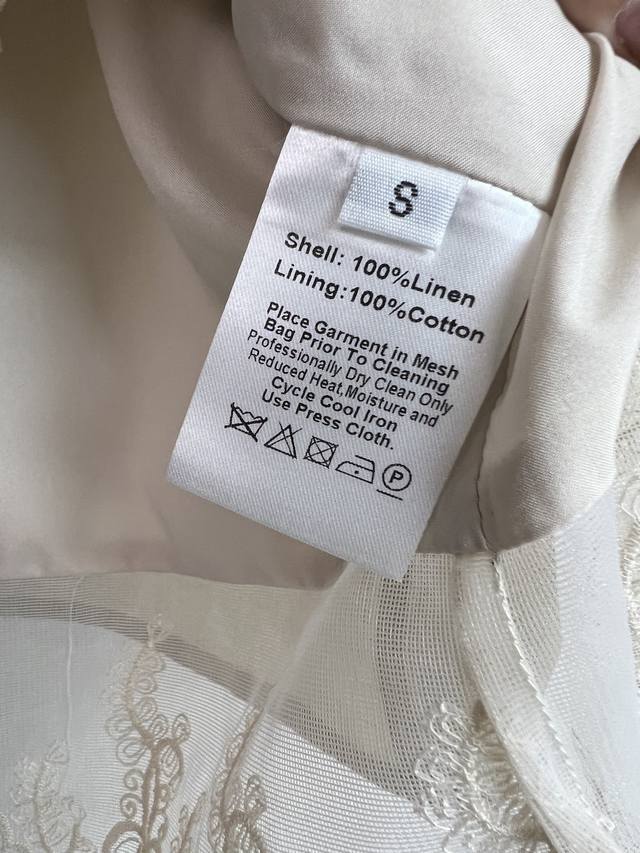 S
Shell: 100%Linen
Lining:100%Cotton
Place Garment in Mesh
Bag Prior To Cleaning
Professionally Dry Clean Only
Reduced Heat,Moisture and
Cycle Cool Iron
Use Press Cloth.
P